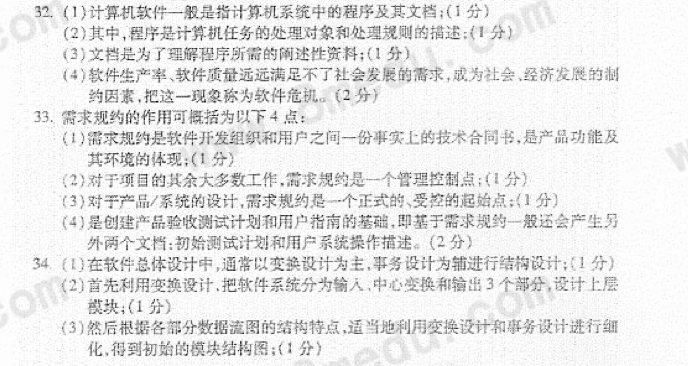 32. (1)计算机软件一般是指计算机系统中的程序及其文档;(1分)
(2)其中,程序是计算机任务的处理对象和处理规则的描述;(1分)
(3)文档是为了理解程序所需的阐述性资料;(1分)
(4)软件生产率、软件质量远远满足不了社会发展的需求,成为社会、经济发展的制
约因素,把这一现象称为软件危机。(2分)
33. 需求规约的作用可概括为以下4点:
(1)需求规约是软件开发组织和用户之间一份事实上的技术合同书,是产品功能及
其环境的体现;(1分)
(2)对于项目的其余大多数工作,需求规约是一个管理控制点;(1分)
(3)对于产品/系统的设计,需求规约是一个正式的、受控的起始点;(1分)
(4)是创建产品验收测试计划和用户指南的基础,即基于需求规约一般还会产生另
外两个文档:初始测试计划和用户系统操作描述。(2分)
34. (1)在软件总体设计中,通常以变换设计为主,事务设计为辅进行结构设计;(1分)
(2)首先利用变换设计,把软件系统分为输入、中心变换和输出3个部分,设计上层
模块;(1分)
(3)然后根据各部分数据流图的结构特点,适当地利用变换设计和事务设计进行细
化,得到初始的模块结构图;(1分)